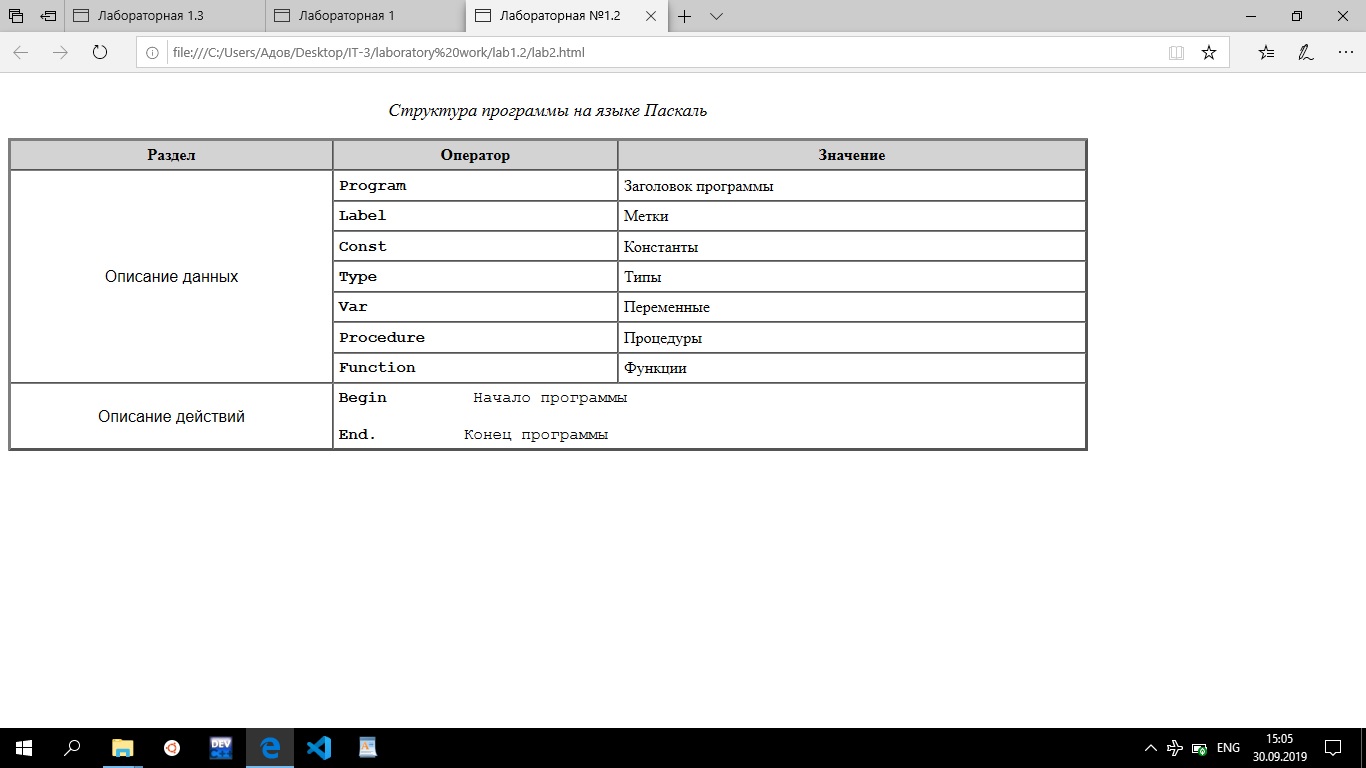 Лабораторная 1.3
Лабораторная 1
Лабораторная №1.2
file:///C:/Users/Адов/Desktop/IT-3/laboratory%20work/lab1.2/lab2.html
Структура программы на языке Паскаль
Раздел Оператор Значение
Program Заголовок программы
Label Метки
Const Константы
Описание данных Type Типы
Var Переменные
Procedure Процедуры
Function Функции
Begin Начало программы
Описание действий
End. Конец программы
DEV
ENG
15:05
30.09.2019